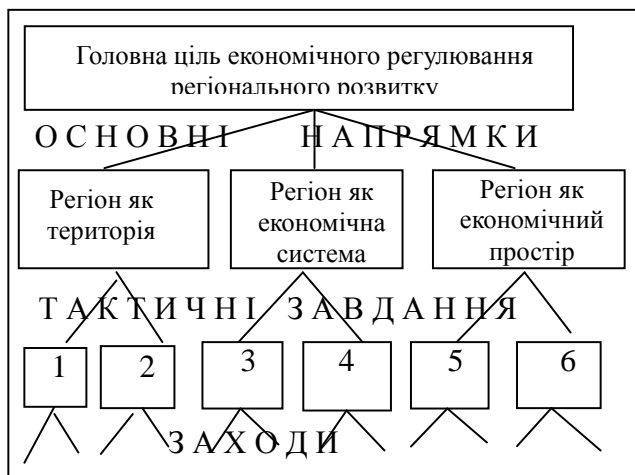 Головна ціль економічного регулювання
регіонального розвитку
О С Н О В Н І Н А П Р Я М К И
Регіон як
територія
Регіон як
економічна
система
Регіон як
економічний
простір
Т А К Т И Ч Н І З А В Д А Н Н Я
1 2 3 4 5 6
З А Х О Д И